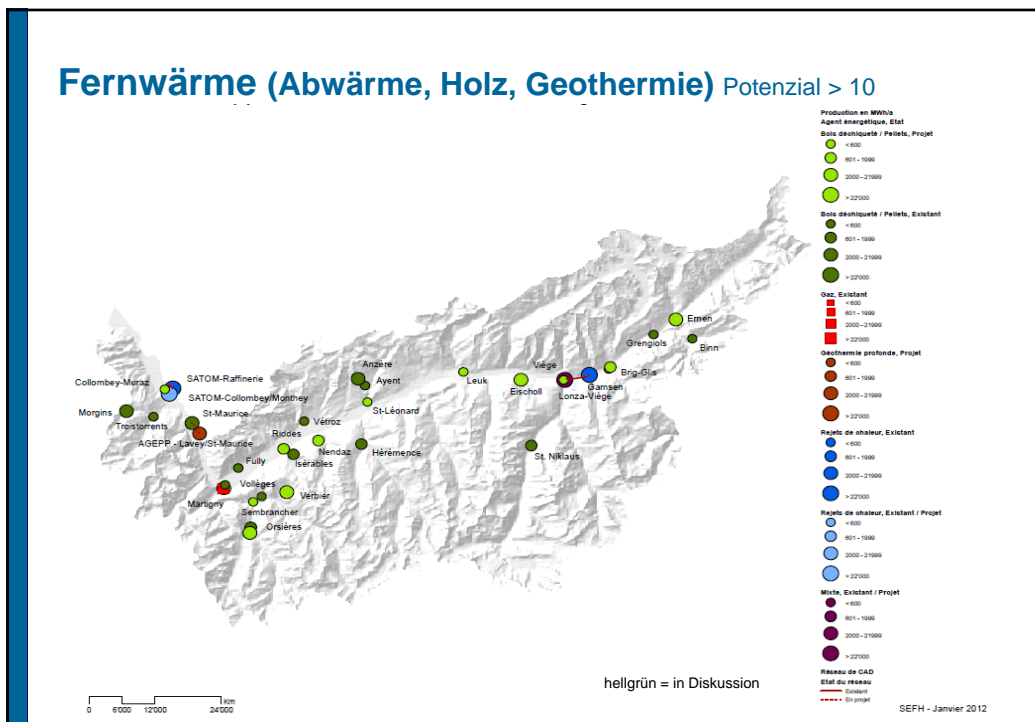 Fernwärme (Abwärme, Holz, Geothermie) Potenzial > 10
Production en MWh/a
Agent énergétique, Etat
Bois déchiqueté / Pellets, Projet
< 600
601 - 1999
2000 - 21999
> 22'000
Bois déchiqueté / Pellets, Existant
< 600
601 - 1999
2000 - 21999
> 22'000
Gaz, Existant
< 600
601 - 1999
2000 - 21999
> 22'000
Géothermie profonde, Projet
< 600
601 - 1999
2000 - 21999
> 22'000
Rejets de chaleur, Existant
< 600
601 - 1999
2000 - 21999
> 22'000
Rejets de chaleur, Existant / Projet
< 600
601 - 1999
2000 - 21999
> 22'000
Mixte, Existant / Projet
< 600
601 - 1999
2000 - 21999
> 22'000
Réseau de CAD
Etat du réseau
Existant
En projet
Ernen
Grengiols
Binn
Anzère
Ayent
Leuk
Viège
Brig-Glis
Gamsen
Eischoll
Lonza-Viège
SATOM-Raffinerie
Collombey-Muraz
SATOM-Collombey/Monthey
Morgins
St-Maurice
Troistorrents
St-Léonard
Vétroz
AGEPP - Lavey/St-Maurice
Riddes
Nendaz
Hérémence
St. Niklaus
Fully
Isérables
Vollèges
Martigny
Verbier
Sembrancher
Orsières
hellgrün = in Diskussion
Km
0 6'000 12'000 24'000
SEFH - Janvier 2012